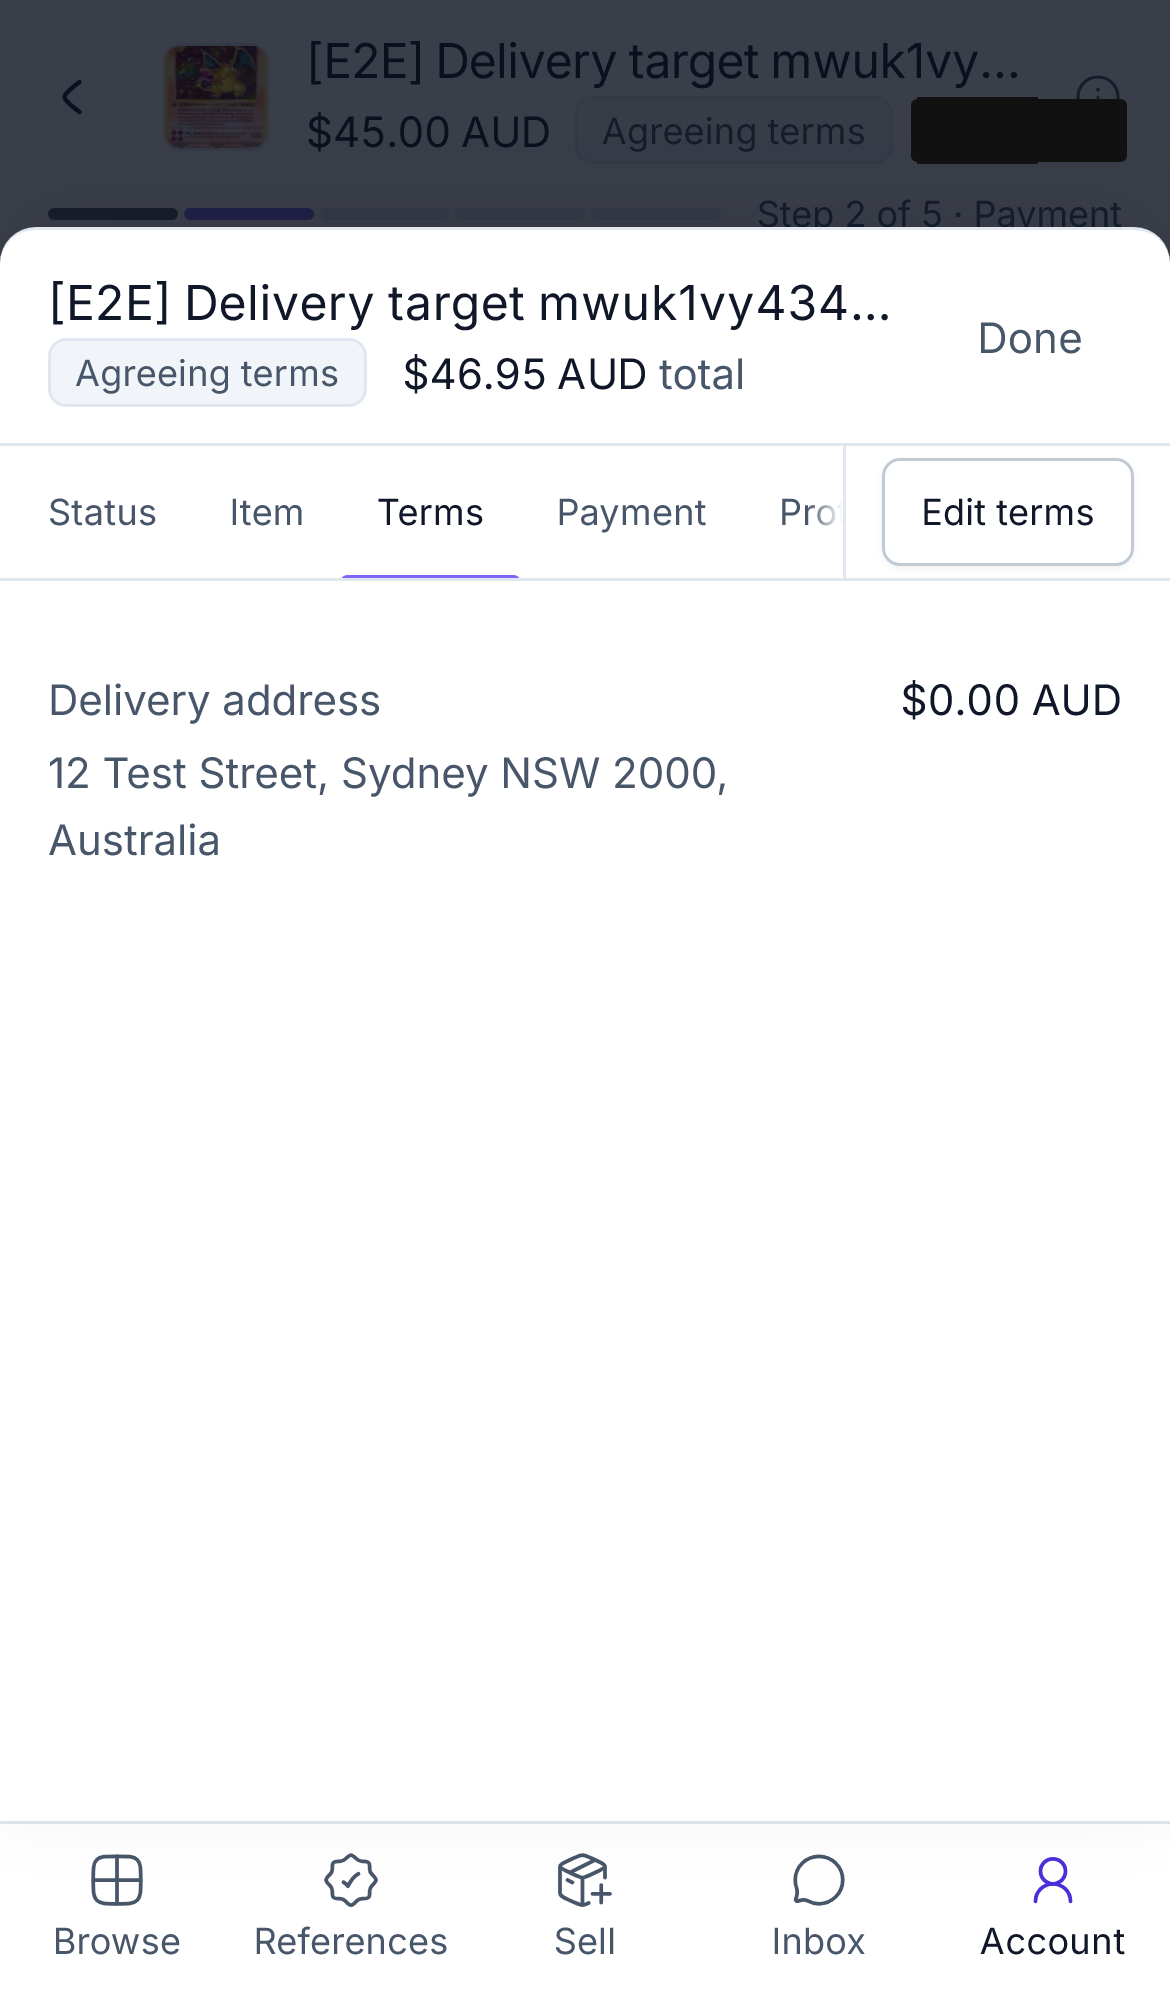 [E2E] Delivery target mwuk1vy...
$45.00 AUD
Agreeing terms
Step 2 of 5 · Payment
[E2E] Delivery target mwuk1vy434...
Done
Agreeing terms
$46.95 AUD total
Status
Item
Terms
Payment
Edit terms
Delivery address
$0.00 AUD
12 Test Street, Sydney NSW 2000,
Australia
Browse
References
Sell
Inbox
Account